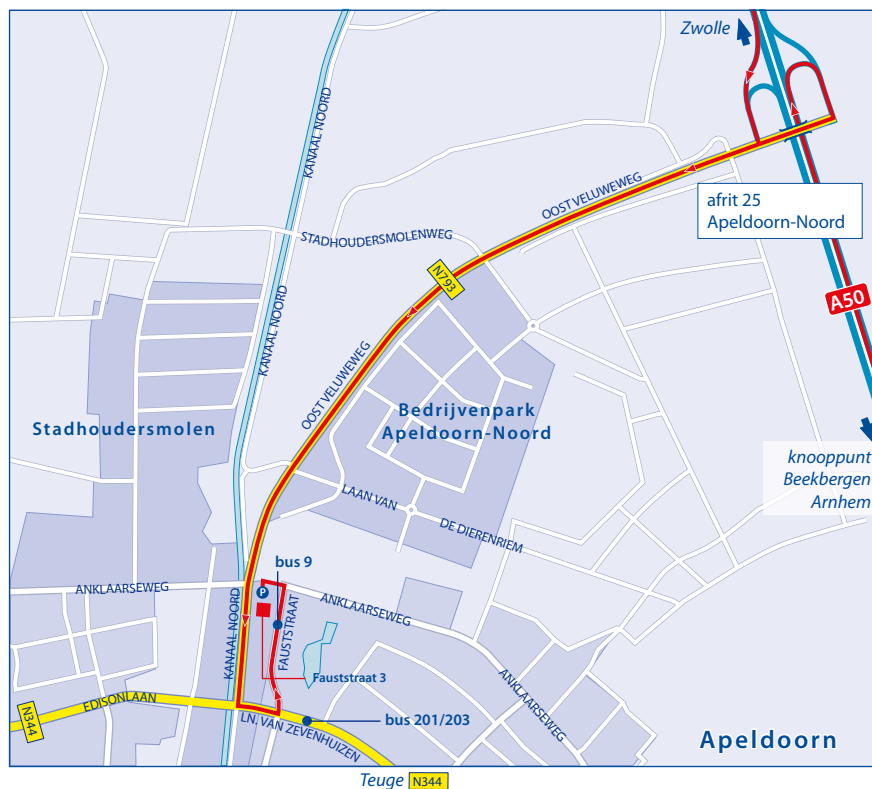 Zwolle
KANAAL NOORD
OOST VELUWEWEG
afrit 25
Apeldoorn-Noord
STADHOUDERSMOLENWEG
N793
A50
KANAAL NOORD
OOST VELUWEWEG
Stadhoudersmolen
Bedrijvenpark
Apeldoorn-Noord
knooppunt
Beekbergen
Arnhem
LAAN VAN
DE DIERENRIEM
bus 9
ANKLAARSEWEG
P
ANKLAARSEWEG
KANAAL NOORD
FAUSTSTRAAT
Fauststraat 3
ANKLAARSEWEG
EDISONLAAN
N344
LN. VAN ZEVENHUIZEN
bus 201/203
Apeldoorn
Teuge N344